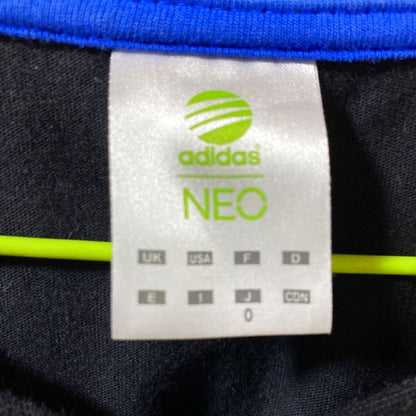 adidas
NEO
UK USA F D
E I J CDN
0